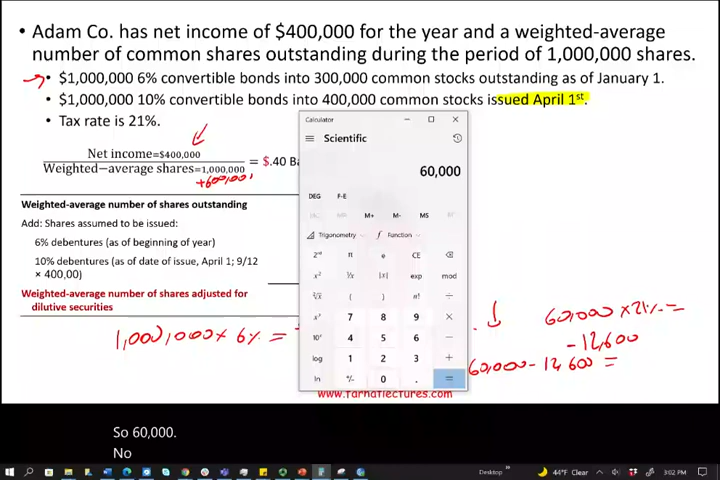 • Adam Co. has net income of $400,000 for the year and a weighted-average
number of common shares outstanding during the period of 1,000,000 shares.
• $1,000,000 6% convertible bonds into 300,000 common stocks outstanding as of January 1.
• $1,000,000 10% convertible bonds into 400,000 common stocks issued April 1st.
• Tax rate is 21%.
Calculator
Scientific
60,000
Net income=$400,000
Weighted−average shares=1,000,000
= $.40 Ba
+600,000
DEG F-E
M+ M- MS
Trigonometry Function
2nd π e CE
x² ¹/x |x| exp mod
²√x ( ) n! ÷
xʸ 7 8 9 ×
10ˣ 4 5 6 −
log 1 2 3 +
ln +/- 0 . =
Weighted-average number of shares outstanding
Add: Shares assumed to be issued:
6% debentures (as of beginning of year)
10% debentures (as of date of issue, April 1; 9/12
× 400,00)
Weighted-average number of shares adjusted for
dilutive securities
1,000,000 x 6% =
60,000 x 21% =
- 12,600
60,000 - 12,600 =
www.farhatlectures.com
So 60,000.
No
Desktop
44°F Clear
3:02 PM